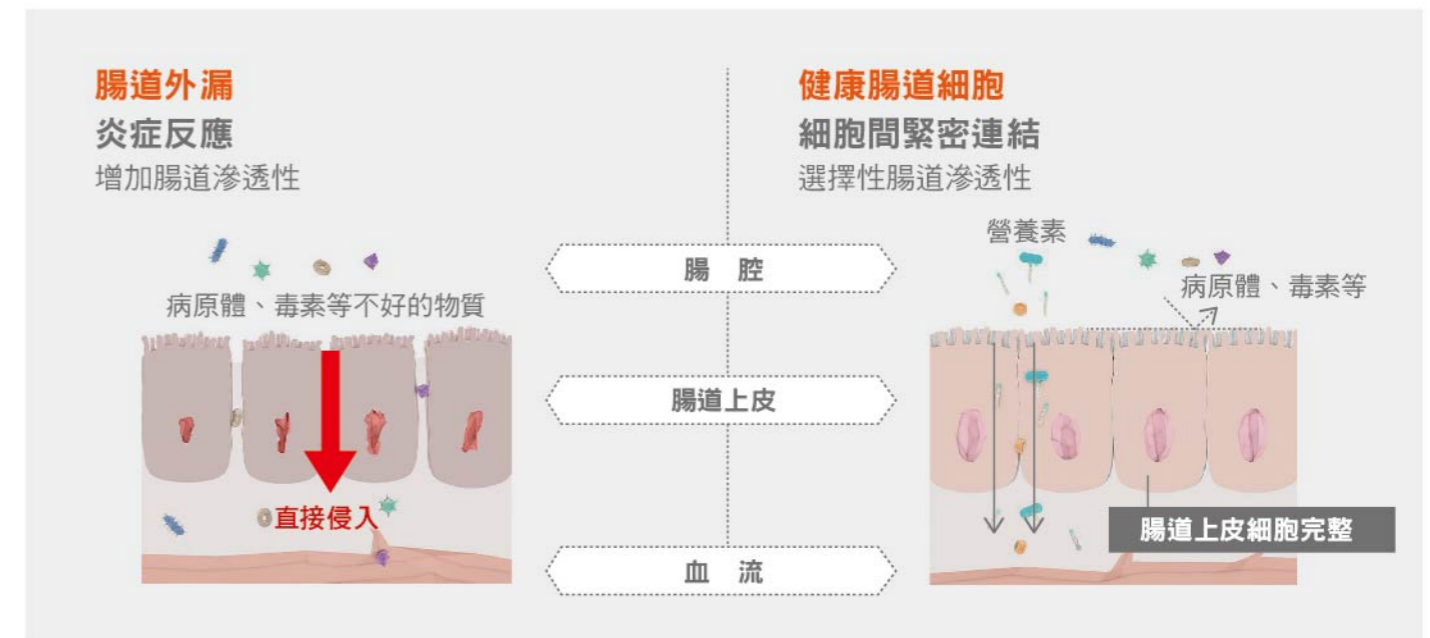 腸道外漏
炎症反應
增加腸道滲透性
病原體、毒素等不好的物質
直接侵入
腸 腔
腸道上皮
血 流
健康腸道細胞
細胞間緊密連結
選擇性腸道滲透性
營養素
病原體、毒素等
腸道上皮細胞完整